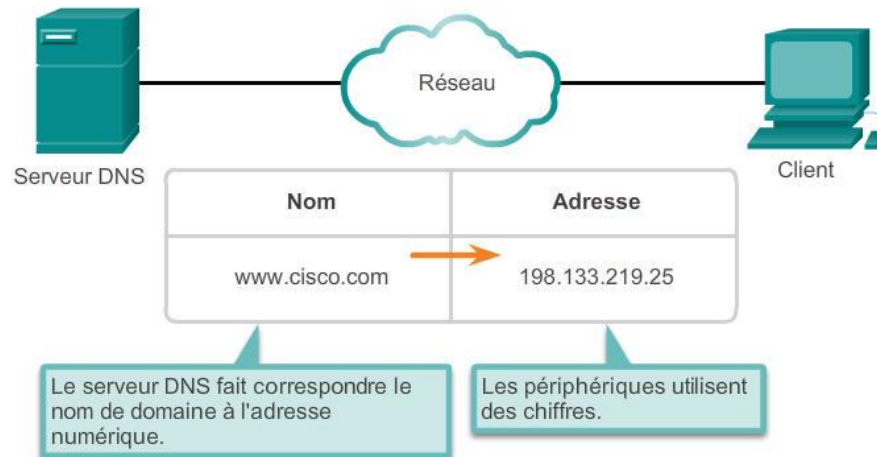 Réseau
Serveur DNS
Client
Nom
Adresse
www.cisco.com
198.133.219.25
Le serveur DNS fait correspondre le
nom de domaine à l'adresse
numérique.
Les périphériques utilisent
des chiffres.